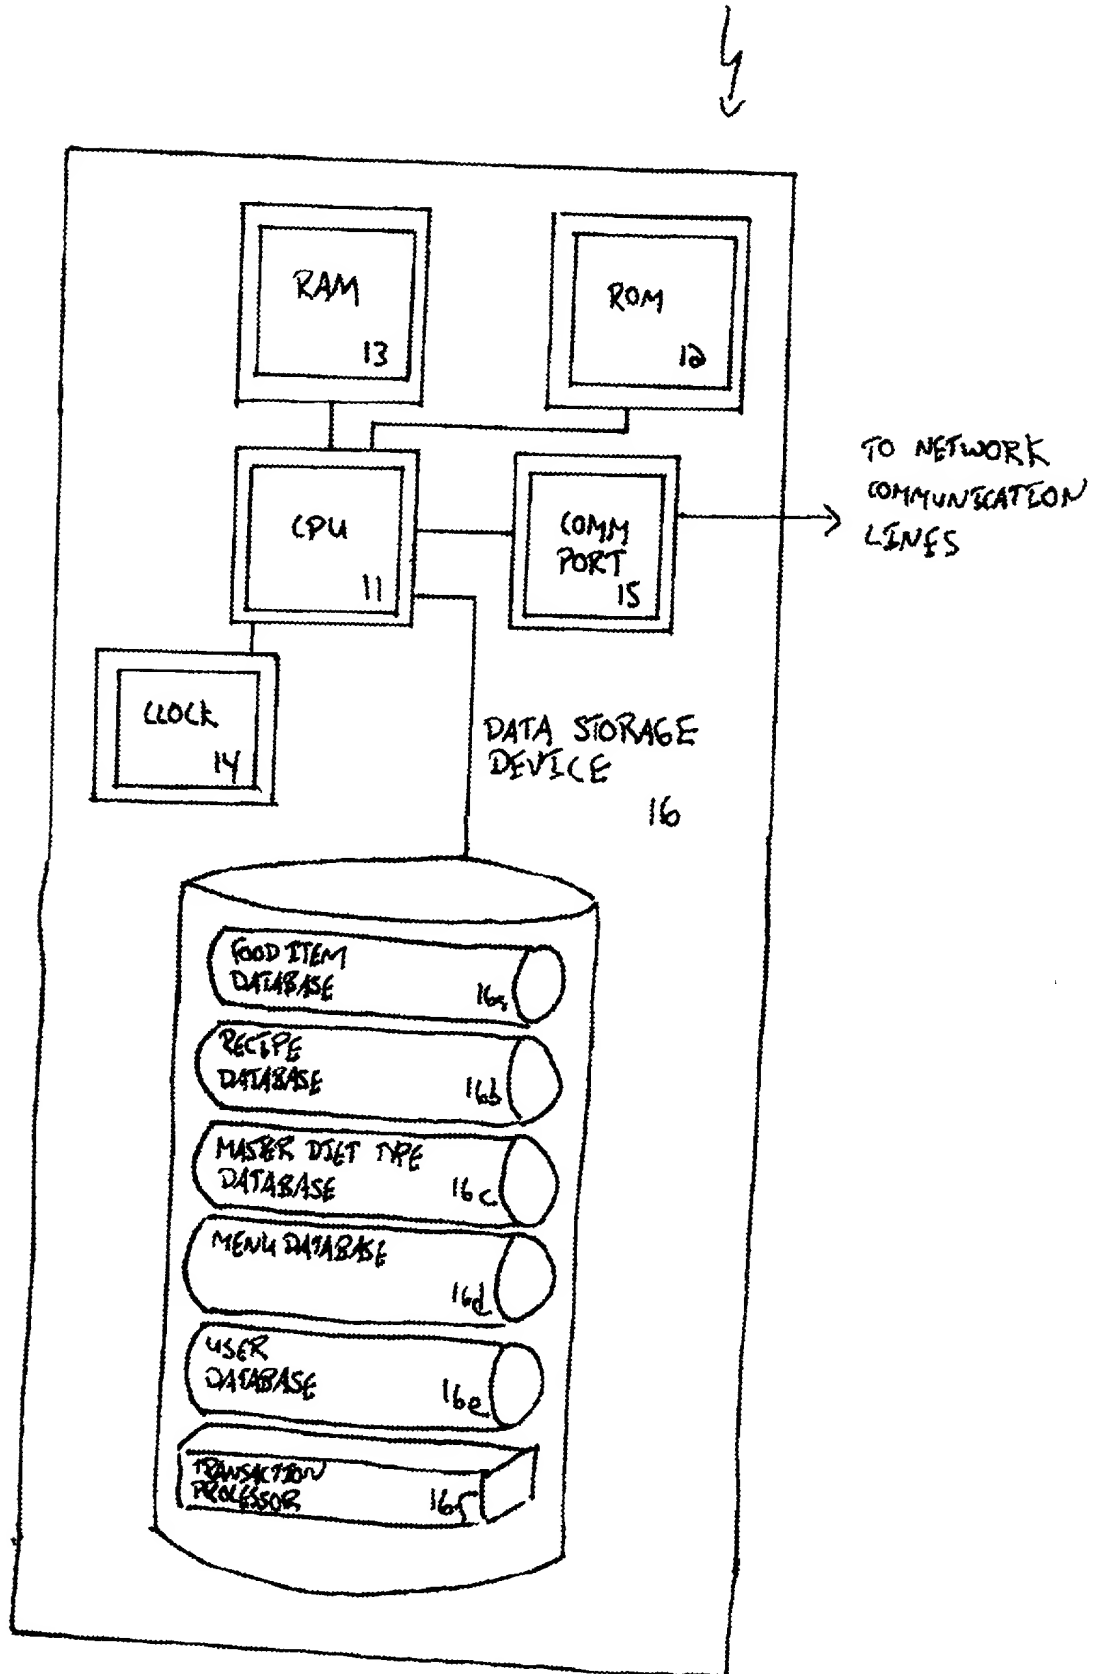 RAM
13
ROM
12
CPU
11
COMM
PORT
15
TO NETWORK
COMMUNICATION
LINES
CLOCK
14
DATA STORAGE
DEVICE
16
FOOD ITEM
DATABASE
16a
RECIPE
DATABASE
16b
MASTER DIET TYPE
DATABASE
16c
MENU DATABASE
16d
USER
DATABASE
16e
TRANSACTION
PROCESSOR
16f